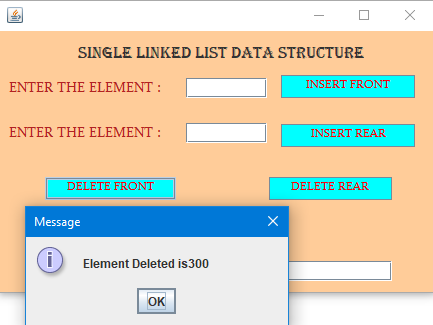 SINGLE LINKED LIST DATA STRUCTURE
ENTER THE ELEMENT : INSERT FRONT
ENTER THE ELEMENT : INSERT REAR
DELETE FRONT DELETE REAR
Message
Element Deleted is300
OK